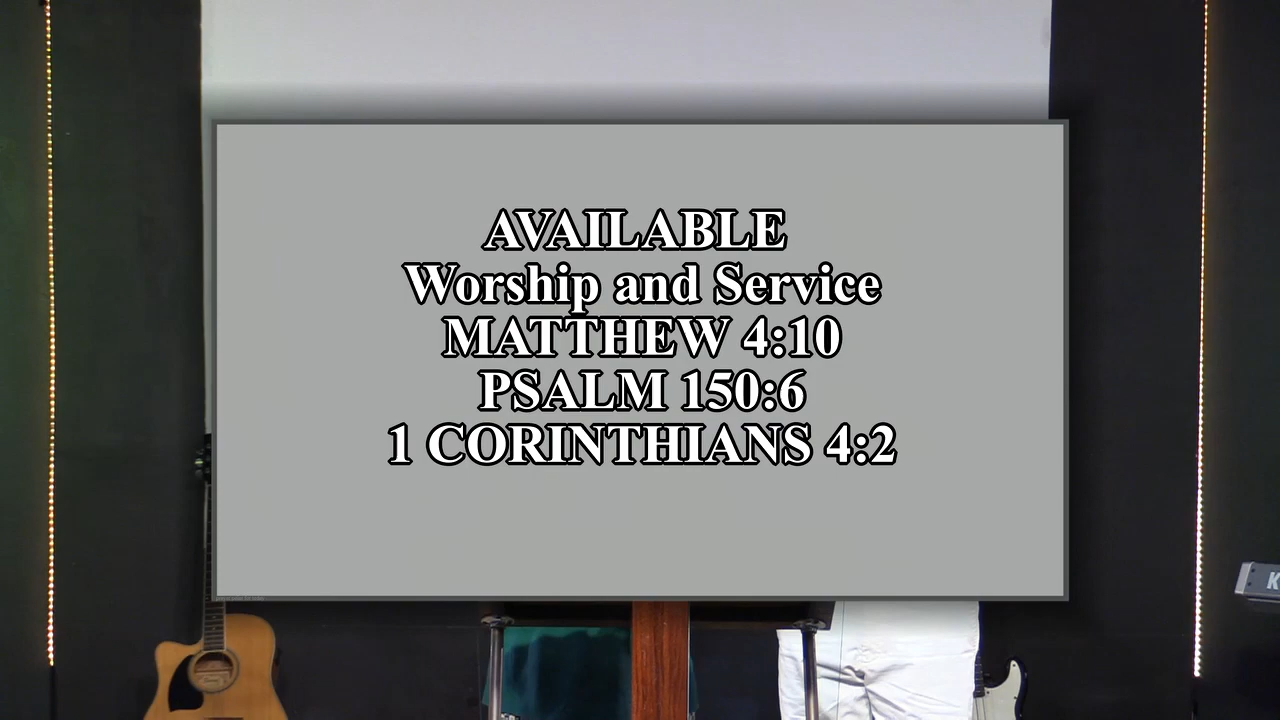 AVAILABLE
Worship and Service
MATTHEW 4:10
PSALM 150:6
1 CORINTHIANS 4:2
K